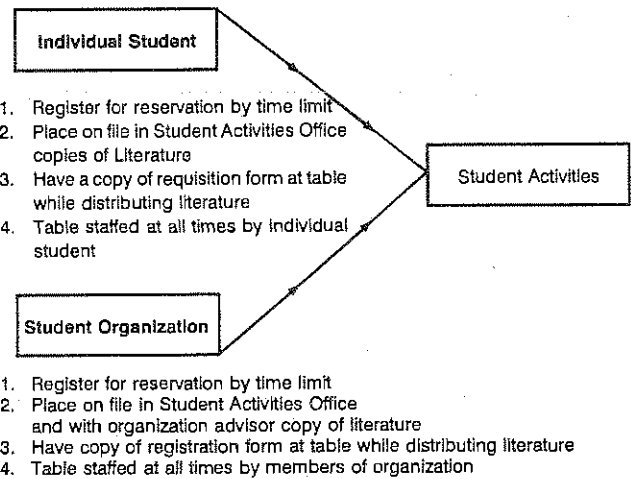 Individual Student
1. Register for reservation by time limit
2. Place on file in Student Activities Office
copies of Literature
3. Have a copy of requisition form at table
while distributing literature
4. Table staffed at all times by individual
student
Student Activities
Student Organization
1. Register for reservation by time limit
2. Place on file in Student Activities Office
and with organization advisor copy of literature
3. Have copy of registration form at table while distributing literature
4. Table staffed at all times by members of organization